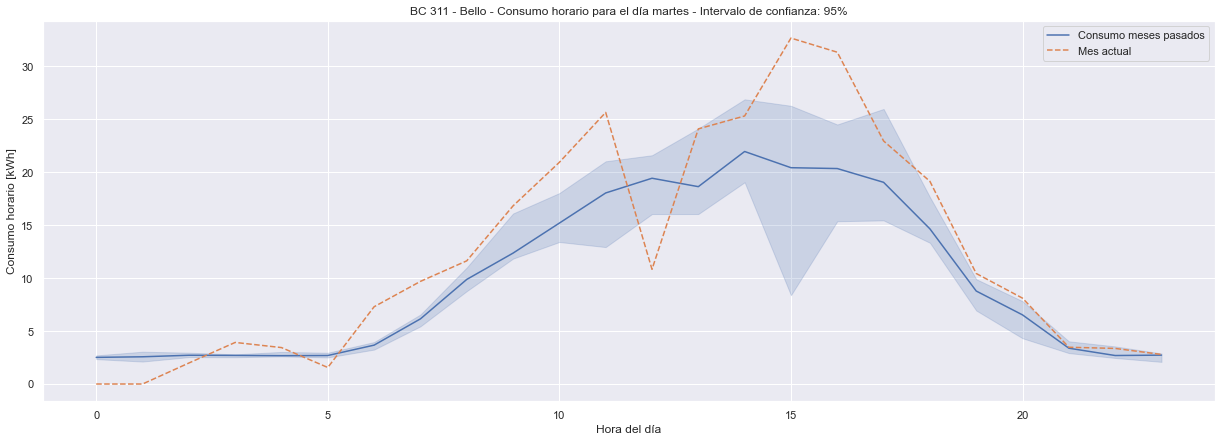 BC 311 - Bello - Consumo horario para el día martes - Intervalo de confianza: 95%
Consumo meses pasados
Mes actual
Consumo horario [kWh]
30
25
20
15
10
5
0
0 5 10 15 20
Hora del día